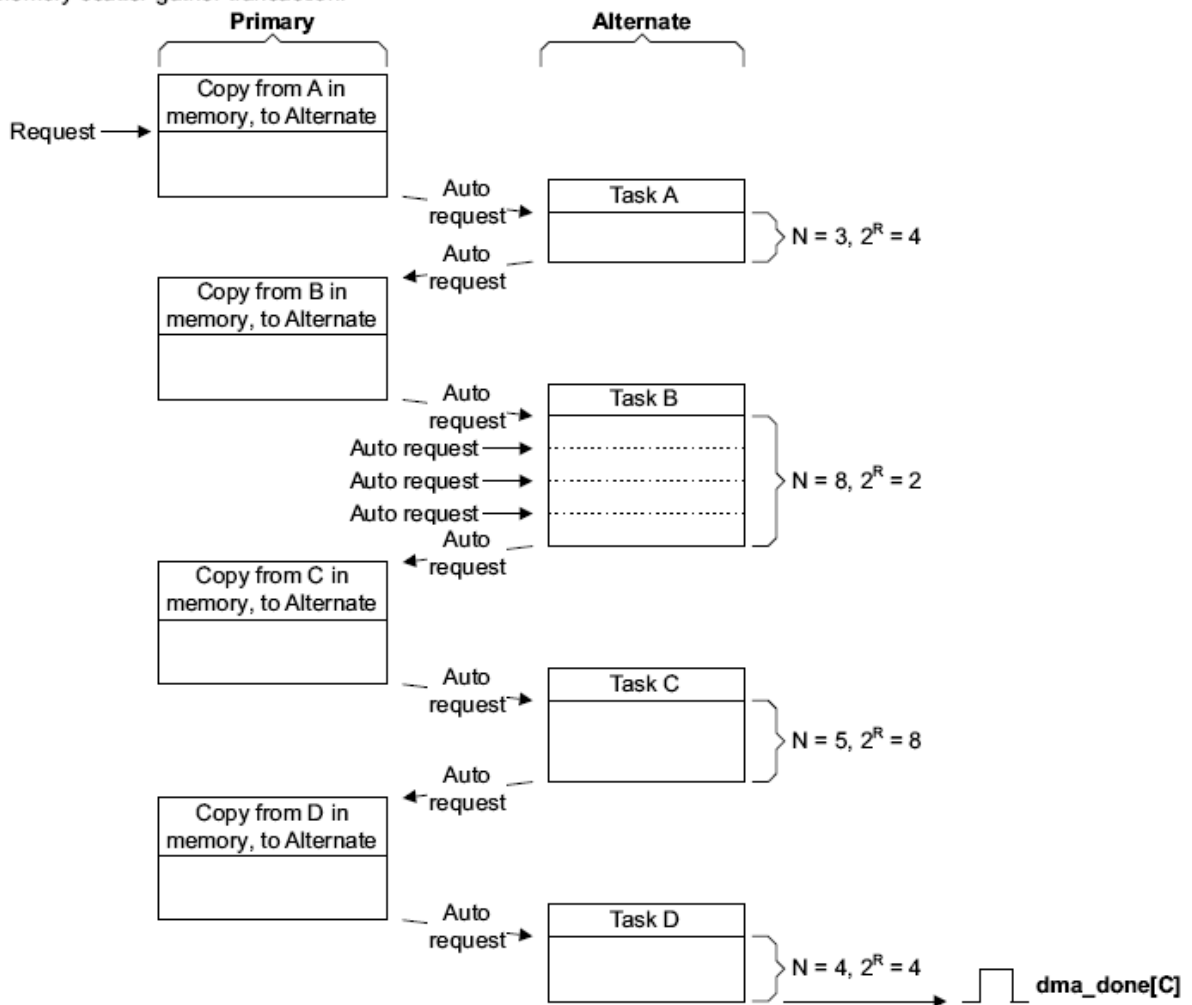 Primary
Alternate
Copy from A in
memory, to Alternate
Request
Auto
request
Task A
N = 3, 2^R = 4
Auto
request
Copy from B in
memory, to Alternate
Auto
request
Task B
Auto request
Auto request
Auto request
N = 8, 2^R = 2
Auto
request
Copy from C in
memory, to Alternate
Auto
request
Task C
N = 5, 2^R = 8
Auto
request
Copy from D in
memory, to Alternate
Auto
request
Task D
N = 4, 2^R = 4
dma_done[C]